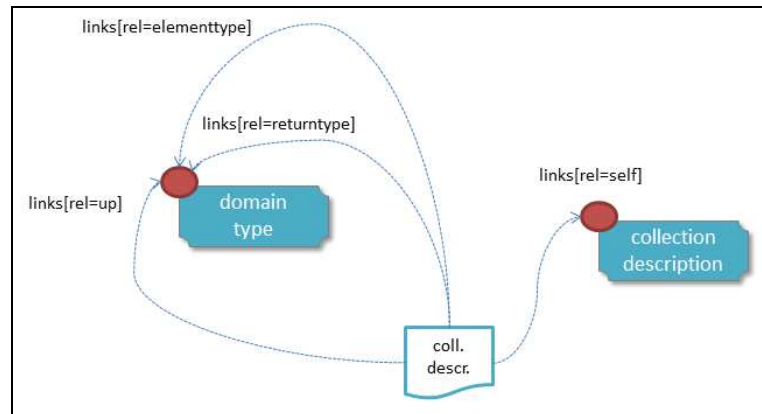 links[rel=elementtype]
links[rel=returntype]
links[rel=up]
domain
type
links[rel=self]
collection
description
coll.
descr.